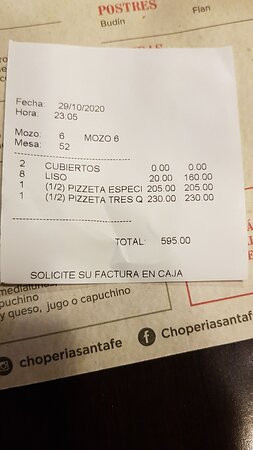 POSTRES
Budín
Flan
Fecha: 29/10/2020
Hora: 23:05
Mozo: 6 MOZO 6
Mesa: 52
2 CUBIERTOS 0.00 0.00
8 LISO 20.00 160.00
1 (1/2) PIZZETA ESPECI 205.00 205.00
1 (1/2) PIZZETA TRES Q 230.00 230.00
TOTAL: 595.00
SOLICITE SU FACTURA EN CAJA
medialunas
puchino
y queso, jugo o capuchino
choperiasantafe
Choperiasantafe